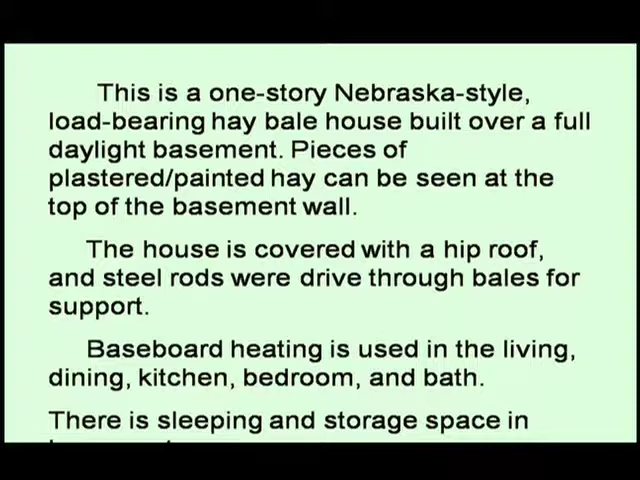 This is a one-story Nebraska-style,
load-bearing hay bale house built over a full
daylight basement. Pieces of
plastered/painted hay can be seen at the
top of the basement wall.
The house is covered with a hip roof,
and steel rods were drive through bales for
support.
Baseboard heating is used in the living,
dining, kitchen, bedroom, and bath.
There is sleeping and storage space in